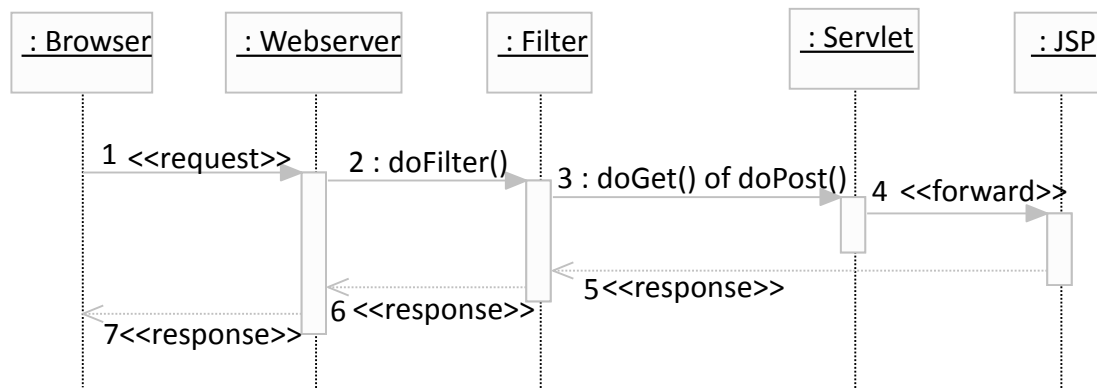 : Browser
: Webserver
: Filter
: Servlet
: JSP
1 <<request>>
2 : doFilter()
3 : doGet() of doPost()
4 <<forward>>
5<<response>>
6 <<response>>
7<<response>>